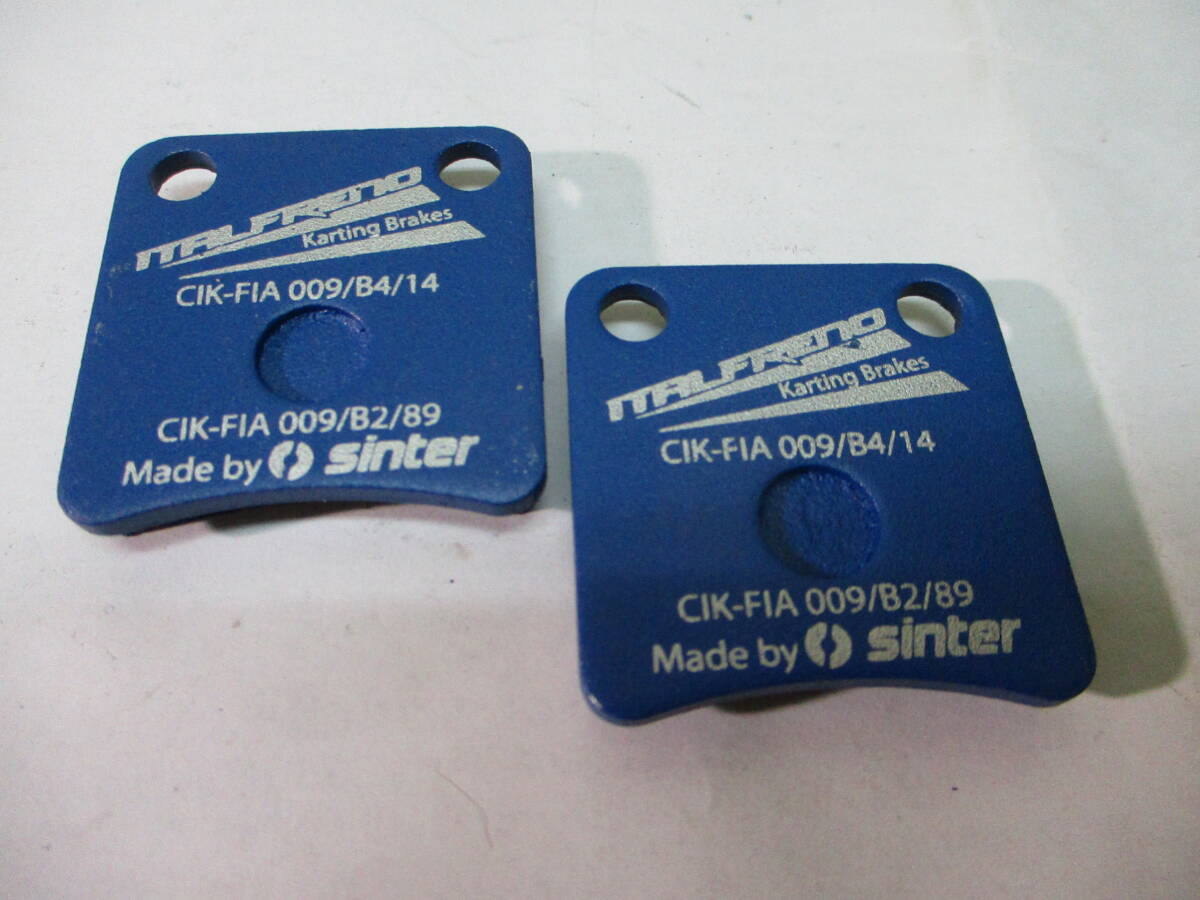 ITALFRENO
Karting Brakes
CIK-FIA 009/B4/14
CIK-FIA 009/B2/89
Made by sinter
ITALFRENO
Karting Brakes
CIK-FIA 009/B4/14
CIK-FIA 009/B2/89
Made by sinter